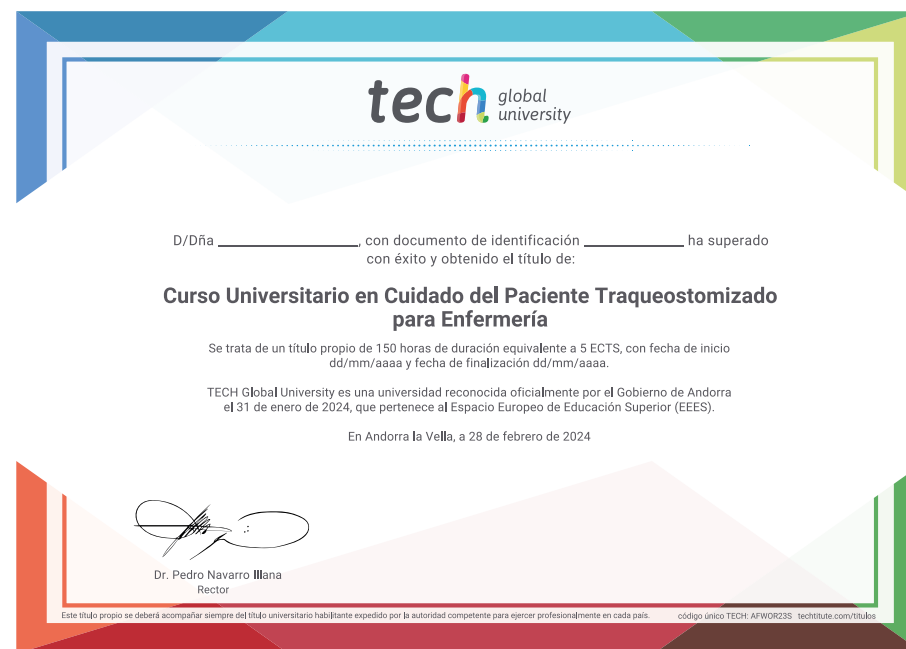 tech global university
D/Dña ____________________, con documento de identificación ______________ ha superado
con éxito y obtenido el título de:
Curso Universitario en Cuidado del Paciente Traqueostomizado
para Enfermería
Se trata de un título propio de 150 horas de duración equivalente a 5 ECTS, con fecha de inicio
dd/mm/aaaa y fecha de finalización dd/mm/aaaa.
TECH Global University es una universidad reconocida oficialmente por el Gobierno de Andorra
el 31 de enero de 2024, que pertenece al Espacio Europeo de Educación Superior (EEES).
En Andorra la Vella, a 28 de febrero de 2024
Dr. Pedro Navarro Illana
Rector
Este título propio se deberá acompañar siempre del título universitario habilitante expedido por la autoridad competente para ejercer profesionalmente en cada país.
código único TECH: AFWOR23S techtitute.com/titulos